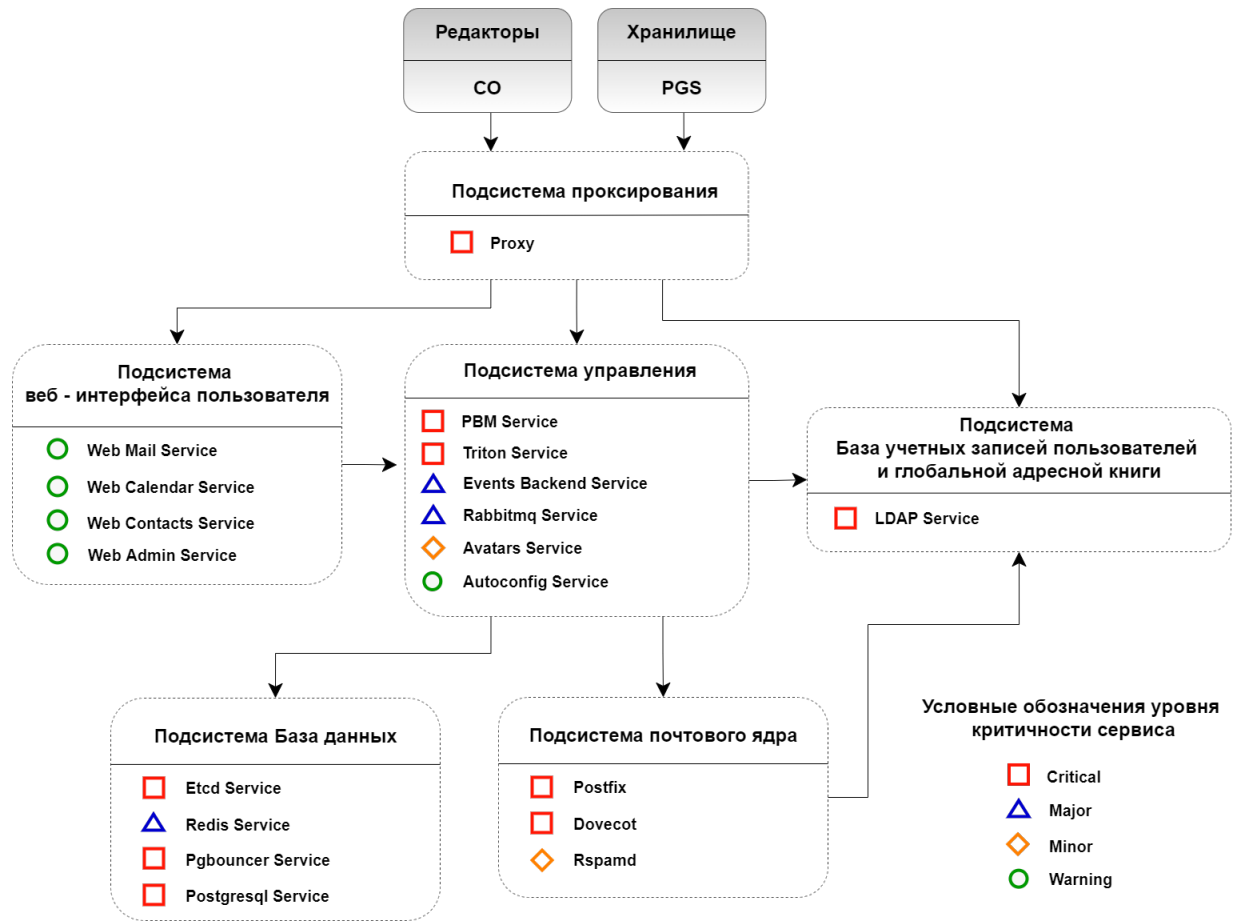 Редакторы
CO
Хранилище
PGS
Подсистема проксирования
Proxy
Подсистема
веб - интерфейса пользователя
Web Mail Service
Web Calendar Service
Web Contacts Service
Web Admin Service
Подсистема управления
PBM Service
Triton Service
Events Backend Service
Rabbitmq Service
Avatars Service
Autoconfig Service
Подсистема
База учетных записей пользователей
и глобальной адресной книги
LDAP Service
Подсистема База данных
Etcd Service
Redis Service
Pgbouncer Service
Postgresql Service
Подсистема почтового ядра
Postfix
Dovecot
Rspamd
Условные обозначения уровня
критичности сервиса
Critical
Major
Minor
Warning